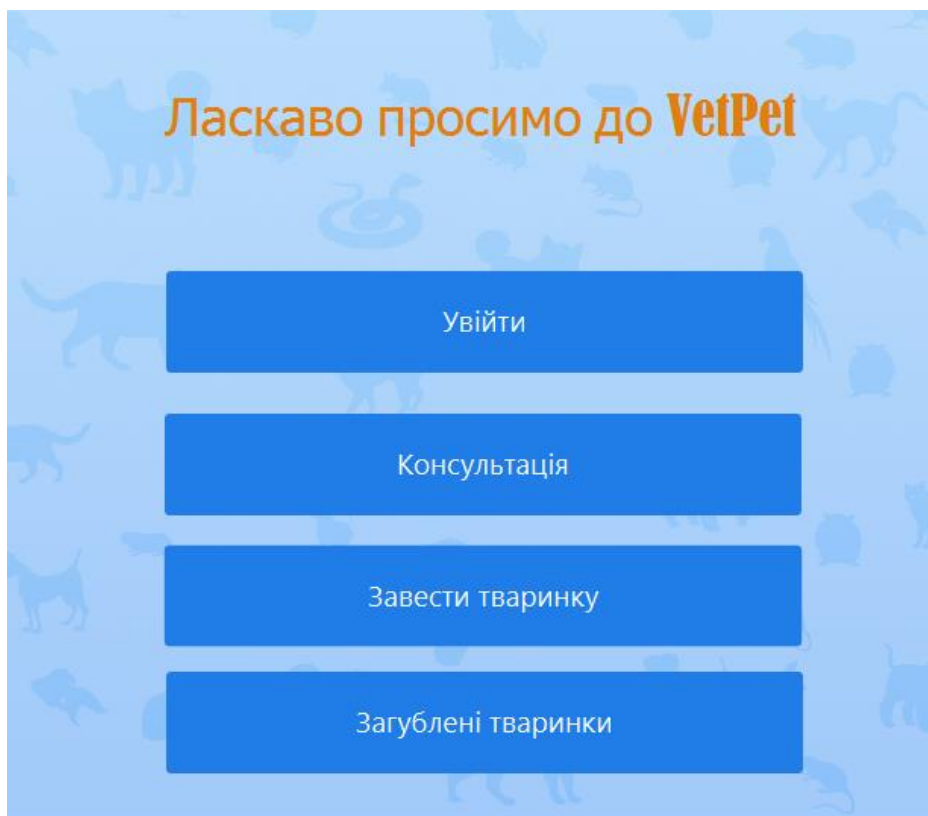 Ласкаво просимо до VetPet
Увійти
Консультація
Завести тваринку
Загублені тваринки